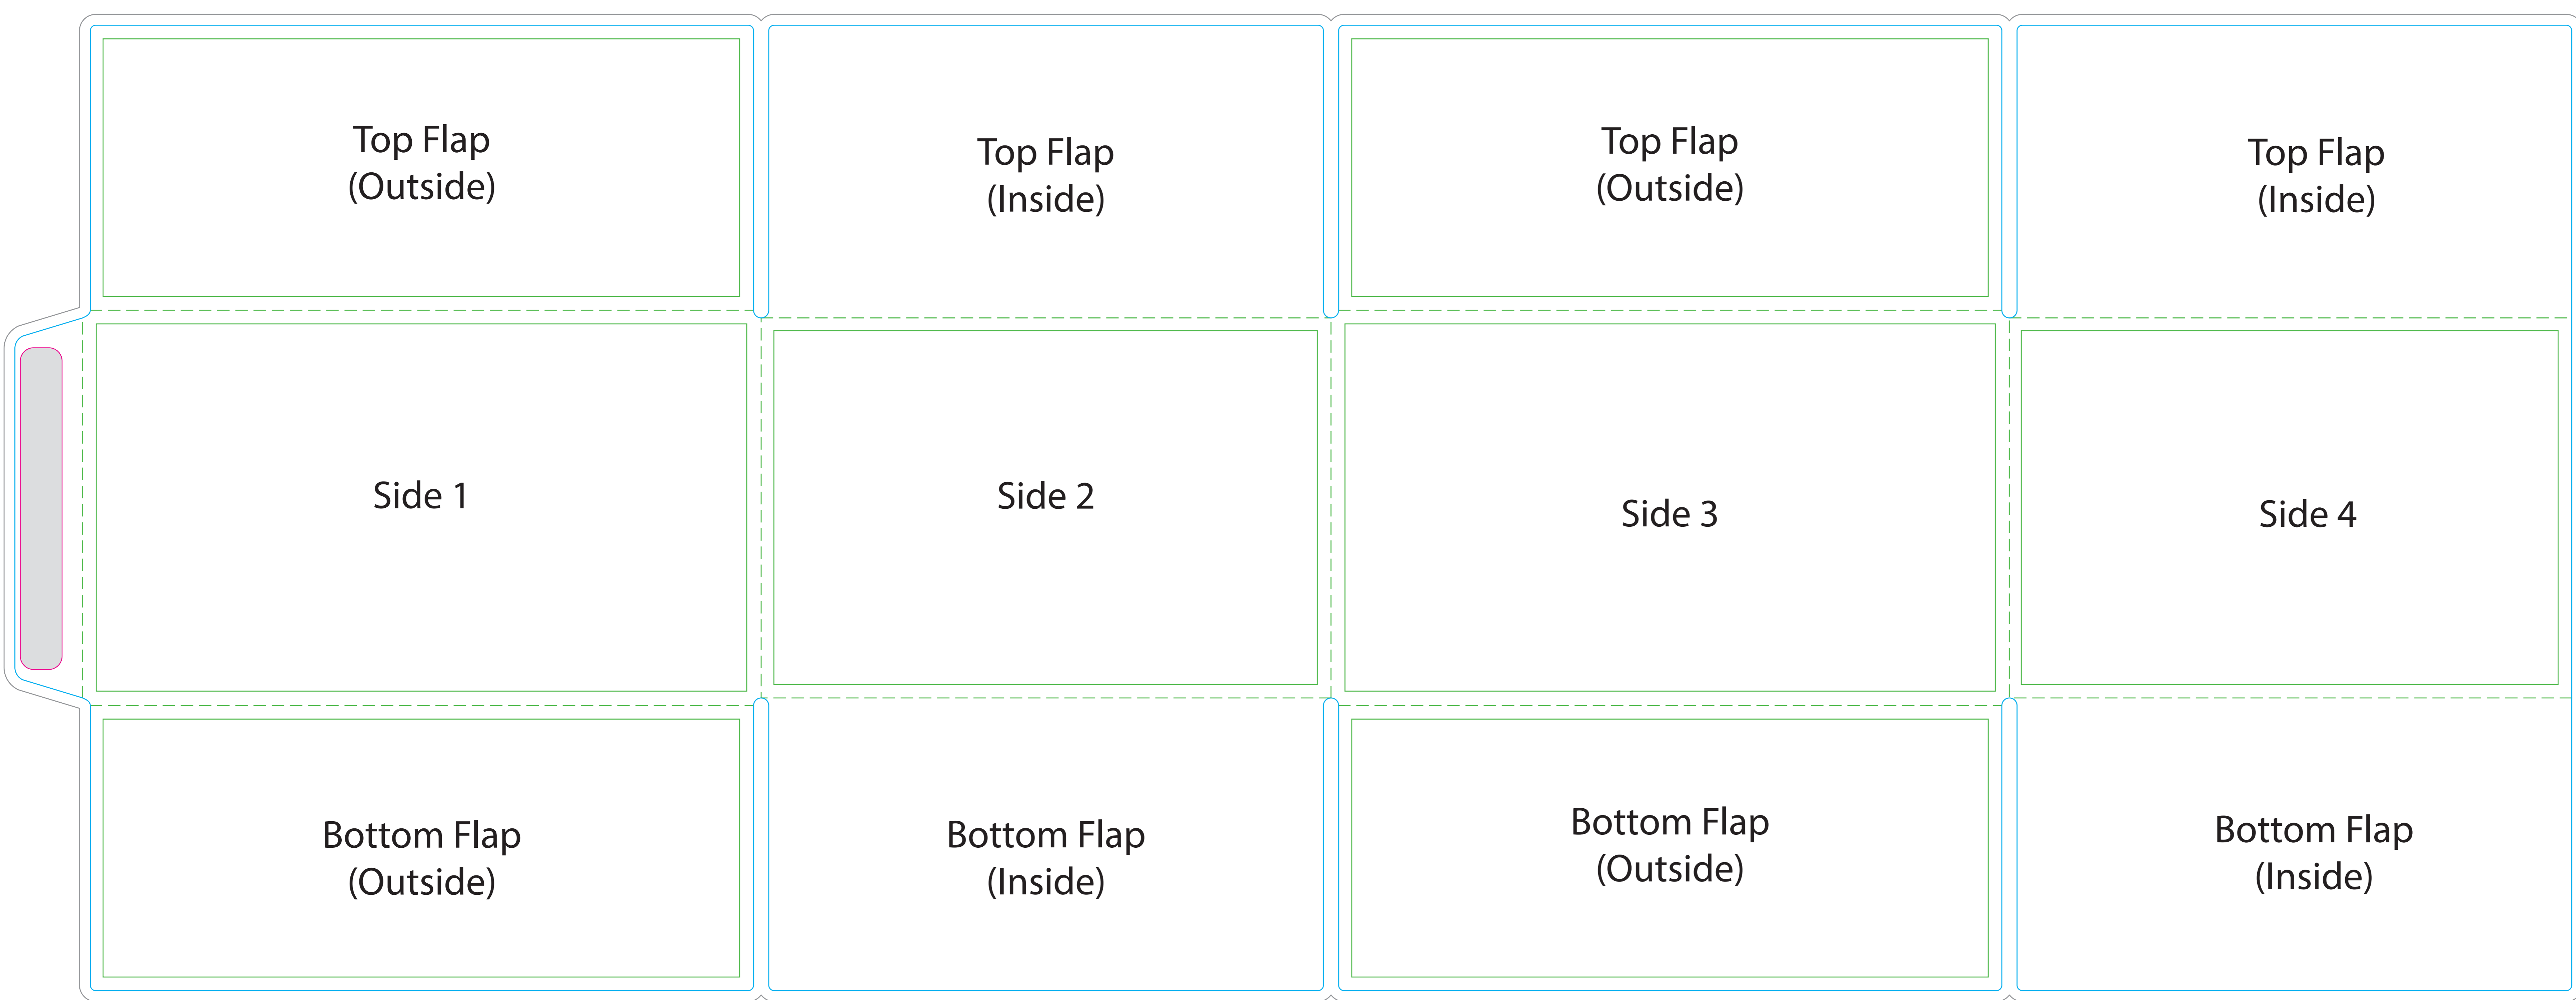 Top Flap
(Outside)
Top Flap
(Inside)
Top Flap
(Outside)
Top Flap
(Inside)
Side 1
Side 2
Side 3
Side 4
Bottom Flap
(Outside)
Bottom Flap
(Inside)
Bottom Flap
(Outside)
Bottom Flap
(Inside)